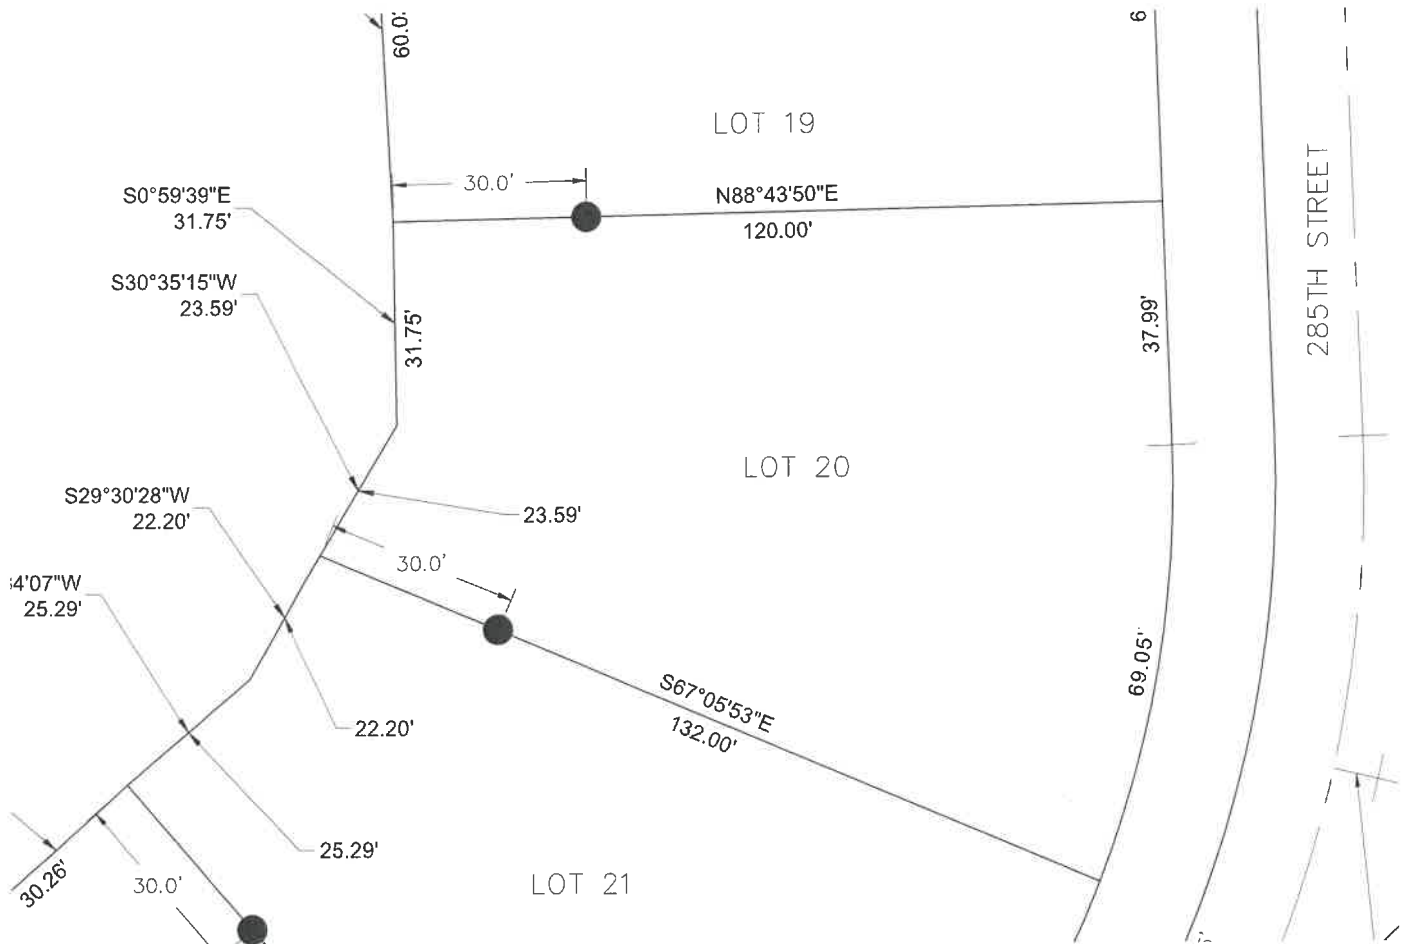 60.0
6
LOT 19
30.0'
S0°59'39"E
31.75'
N88°43'50"E
120.00'
285TH STREET
S30°35'15"W
23.59'
31.75'
37.99'
LOT 20
S29°30'28"W
22.20'
23.59'
30.0'
4'07"W
25.29'
69.05'
S67°05'53"E
132.00'
22.20'
25.29'
30.26'
30.0'
LOT 21